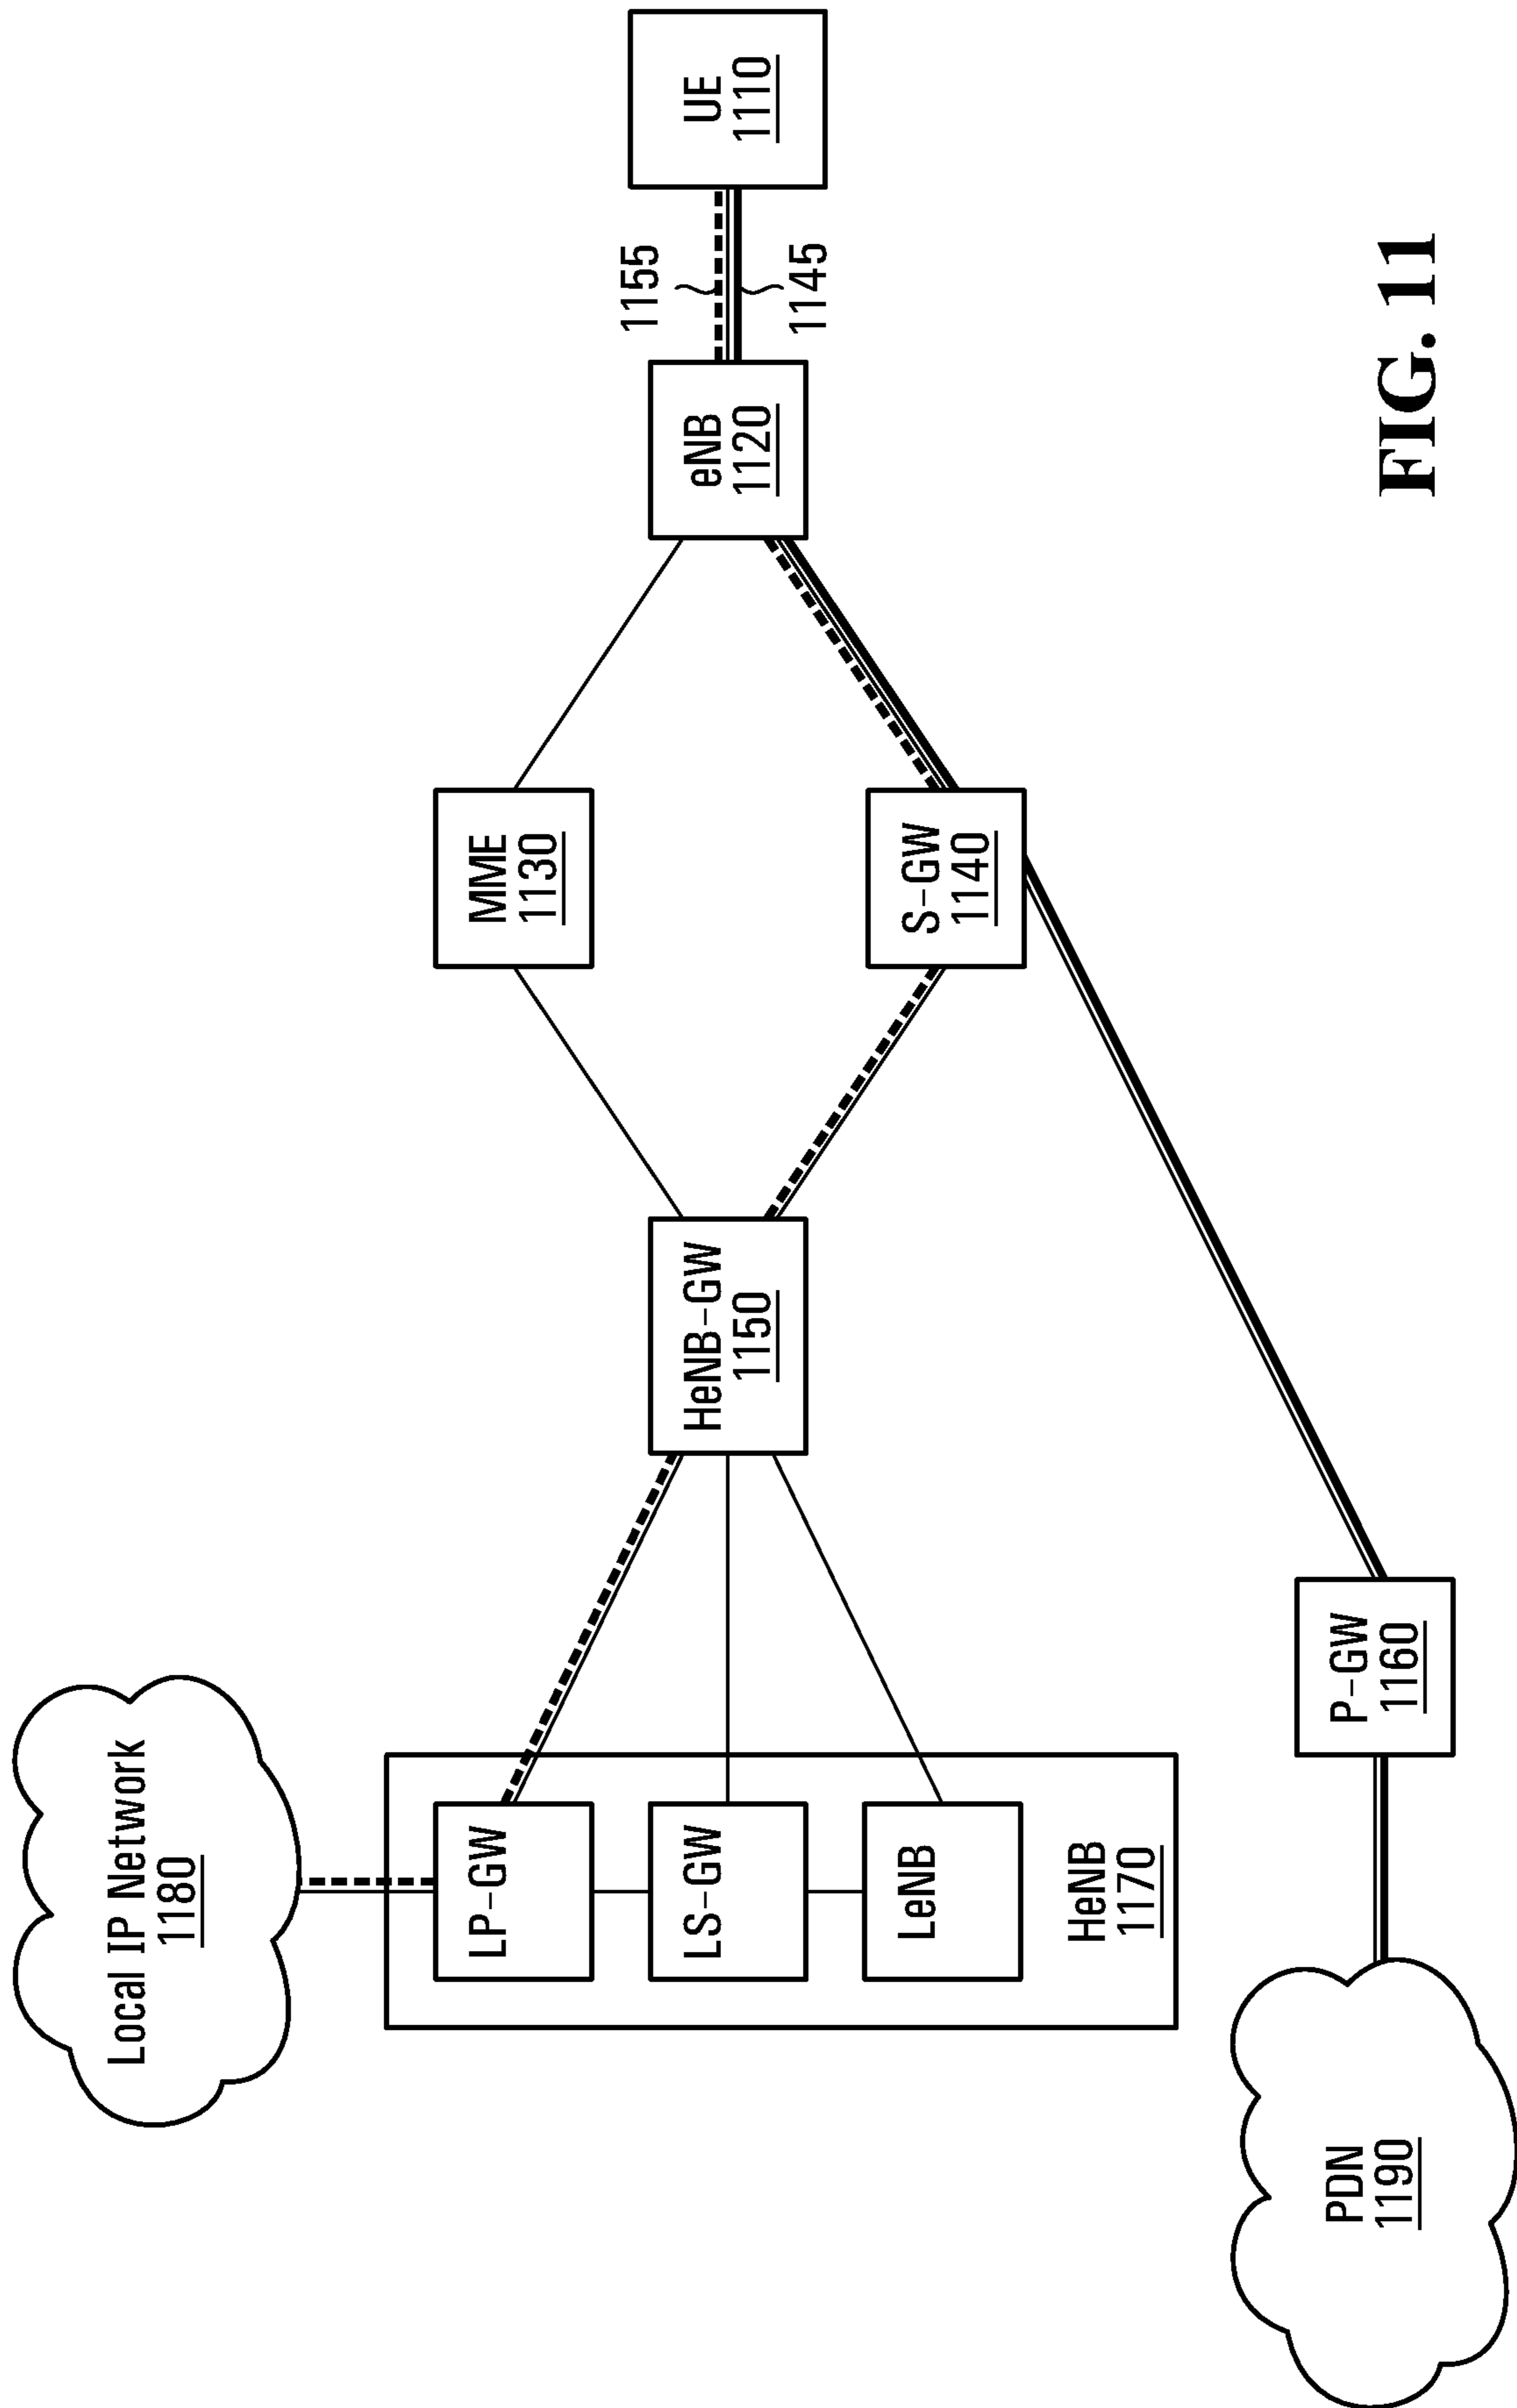 Local IP Network
1180
LP-GW
LS-GW
LeNB
HeNB
1170
HeNB-GW
1150
MME
1130
S-GW
1140
eNB
1120
1155
1145
UE
1110
PDN
1190
P-GW
1160
FIG. 11